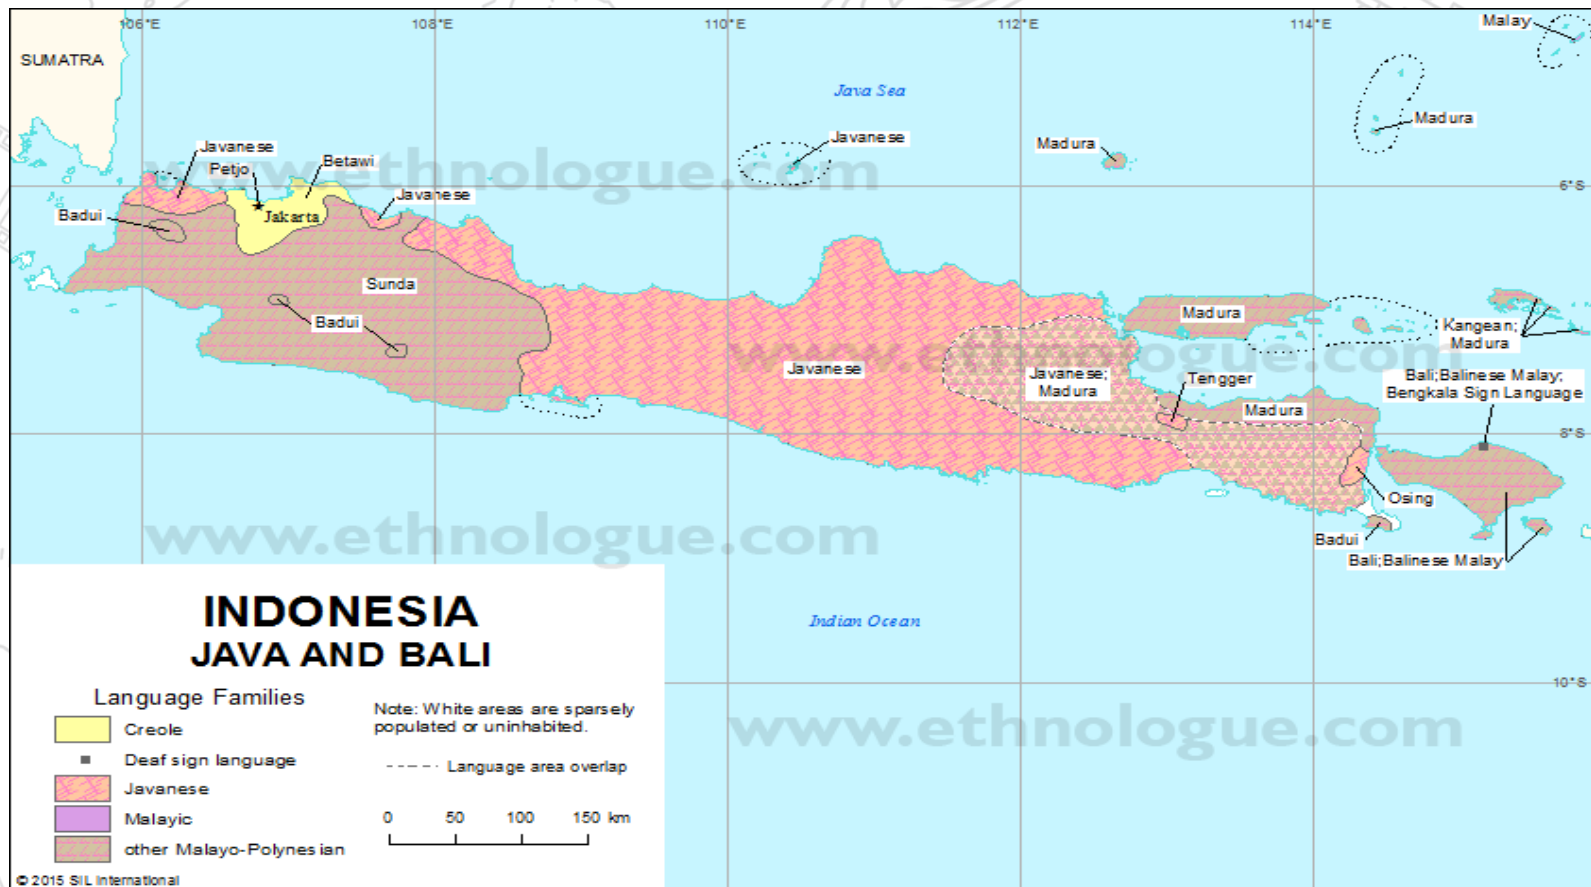 106°E
108°E
110°E
112°E
114°E
Malay
SUMATRA
Java Sea
Madura
Javanese
Javanese
Madura
Petjo
Betawi
www.ethnologue.com
Javanese
6°S
Badui
Jakarta
Sunda
Madura
Kangean;
Madura
Badui
www.ethnologue.com
Javanese
Javanese;
Madura
Tengger
Bali;Balinese Malay;
Bengkala Sign Language
Madura
8°S
Osing
www.ethnologue.com
Badui
Bali;Balinese Malay
INDONESIA
JAVA AND BALI
Indian Ocean
10°S
Language Families
Creole
Deaf sign language
Javanese
Malayic
other Malayo-Polynesian
Note: White areas are sparsely
populated or uninhabited.
Language area overlap
0 50 100 150 km
www.ethnologue.com
© 2015 SIL International